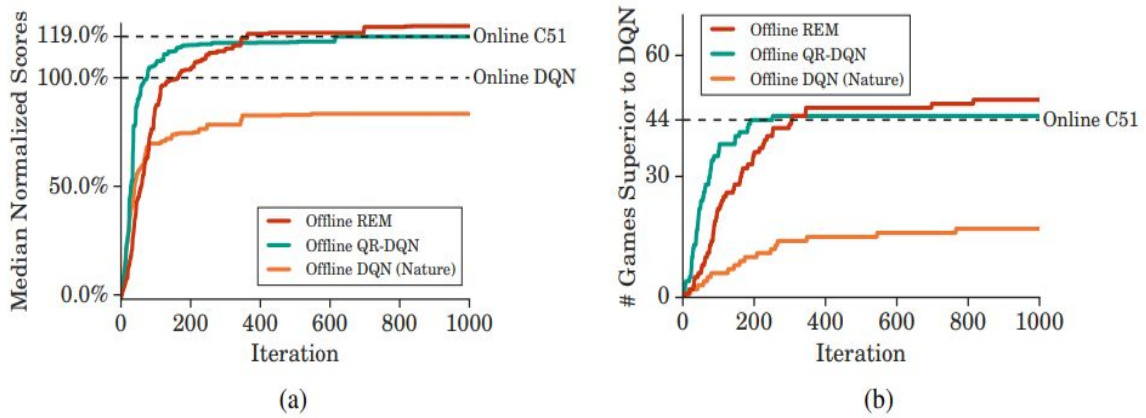 Median Normalized Scores
119.0%
100.0%
50.0%
0.0%
Online C51
Online DQN
Offline REM
Offline QR-DQN
Offline DQN (Nature)
0 200 400 600 800 1000
Iteration
(a)
# Games Superior to DQN
60
44
30
0
Offline REM
Offline QR-DQN
Offline DQN (Nature)
Online C51
0 200 400 600 800 1000
Iteration
(b)